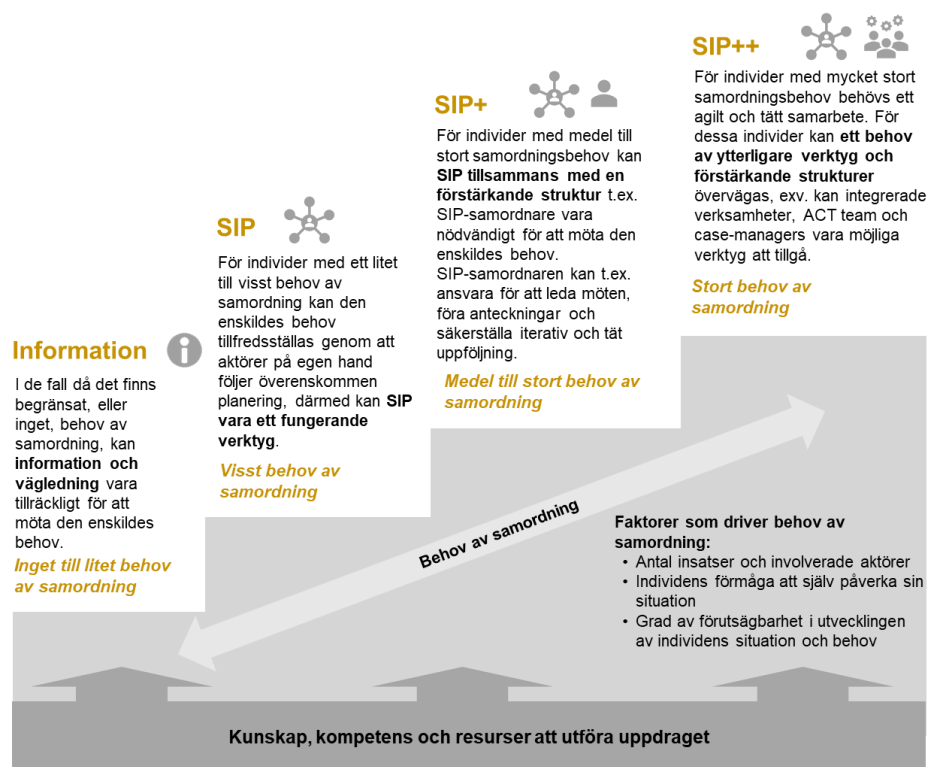 Information
I de fall då det finns
begränsat, eller
inget, behov av
samordning, kan
information och
vägledning vara
tillräckligt för att
möta den enskildes
behov.
Inget till litet behov
av samordning
SIP
För individer med ett litet
till visst behov av
samordning kan den
enskildes behov
tillfredsställas genom att
aktörer på egen hand
följer överenskommen
planering, därmed kan SIP
vara ett fungerande
verktyg.
Visst behov av
samordning
SIP+
För individer med medel till
stort samordningsbehov kan
SIP tillsammans med en
förstärkande struktur t.ex.
SIP-samordnare vara
nödvändigt för att möta den
enskildes behov.
SIP-samordnaren kan t.ex.
ansvara för att leda möten,
föra anteckningar och
säkerställa iterativ och tät
uppföljning.
Medel till stort behov av
samordning
SIP++
För individer med mycket stort
samordningsbehov behövs ett
agilt och tätt samarbete. För
dessa individer kan ett behov
av ytterligare verktyg och
förstärkande strukturer
övervägas, exv. kan integrerade
verksamheter, ACT team och
case-managers vara möjliga
verktyg att tillgå.
Stort behov av
samordning
Behov av samordning
Faktorer som driver behov av
samordning:
• Antal insatser och involverade aktörer
• Individens förmåga att själv påverka sin
situation
• Grad av förutsägbarhet i utvecklingen
av individens situation och behov
Kunskap, kompetens och resurser att utföra uppdraget